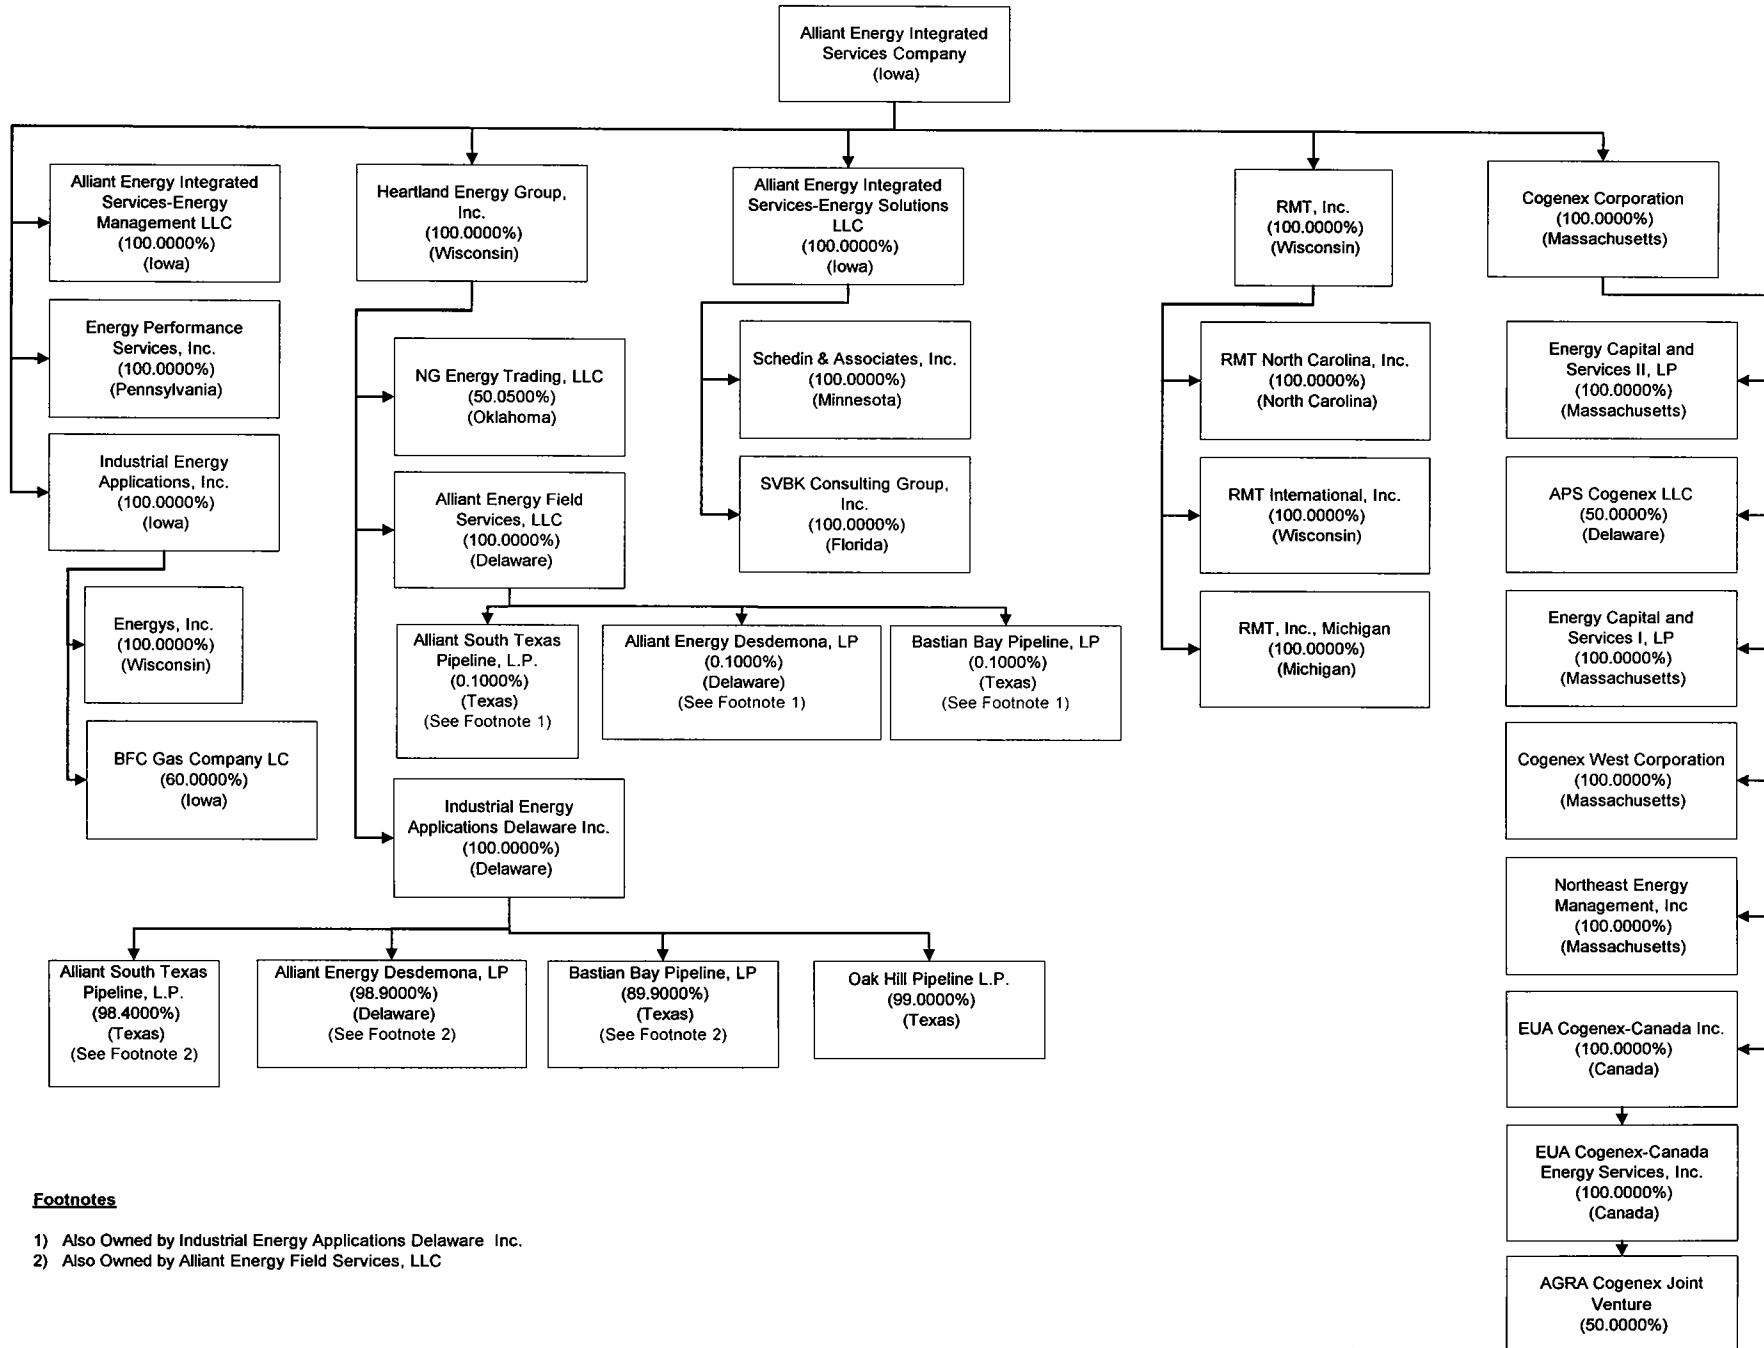 Alliant Energy Integrated
Services Company
(Iowa)
Alliant Energy Integrated
Services-Energy
Management LLC
(100.0000%)
(Iowa)
Energy Performance
Services, Inc.
(100.0000%)
(Pennsylvania)
Industrial Energy
Applications, Inc.
(100.0000%)
(Iowa)
Energys, Inc.
(100.0000%)
(Wisconsin)
BFC Gas Company LC
(60.0000%)
(Iowa)
Heartland Energy Group,
Inc.
(100.0000%)
(Wisconsin)
NG Energy Trading, LLC
(50.0500%)
(Oklahoma)
Alliant Energy Field
Services, LLC
(100.0000%)
(Delaware)
Alliant South Texas
Pipeline, L.P.
(0.1000%)
(Texas)
(See Footnote 1)
Alliant Energy Desdemona, LP
(0.1000%)
(Delaware)
(See Footnote 1)
Bastian Bay Pipeline, LP
(0.1000%)
(Texas)
(See Footnote 1)
Industrial Energy
Applications Delaware Inc.
(100.0000%)
(Delaware)
Alliant South Texas
Pipeline, L.P.
(98.4000%)
(Texas)
(See Footnote 2)
Alliant Energy Desdemona, LP
(98.9000%)
(Delaware)
(See Footnote 2)
Bastian Bay Pipeline, LP
(89.9000%)
(Texas)
(See Footnote 2)
Oak Hill Pipeline L.P.
(99.0000%)
(Texas)
Alliant Energy Integrated
Services-Energy Solutions
LLC
(100.0000%)
(Iowa)
Schedin & Associates, Inc.
(100.0000%)
(Minnesota)
SVBK Consulting Group,
Inc.
(100.0000%)
(Florida)
RMT, Inc.
(100.0000%)
(Wisconsin)
RMT North Carolina, Inc.
(100.0000%)
(North Carolina)
RMT International, Inc.
(100.0000%)
(Wisconsin)
RMT, Inc., Michigan
(100.0000%)
(Michigan)
Cogenex Corporation
(100.0000%)
(Massachusetts)
Energy Capital and
Services II, LP
(100.0000%)
(Massachusetts)
APS Cogenex LLC
(50.0000%)
(Delaware)
Energy Capital and
Services I, LP
(100.0000%)
(Massachusetts)
Cogenex West Corporation
(100.0000%)
(Massachusetts)
Northeast Energy
Management, Inc
(100.0000%)
(Massachusetts)
EUA Cogenex-Canada Inc.
(100.0000%)
(Canada)
EUA Cogenex-Canada
Energy Services, Inc.
(100.0000%)
(Canada)
AGRA Cogenex Joint
Venture
(50.0000%)
Footnotes
1) Also Owned by Industrial Energy Applications Delaware Inc.
2) Also Owned by Alliant Energy Field Services, LLC